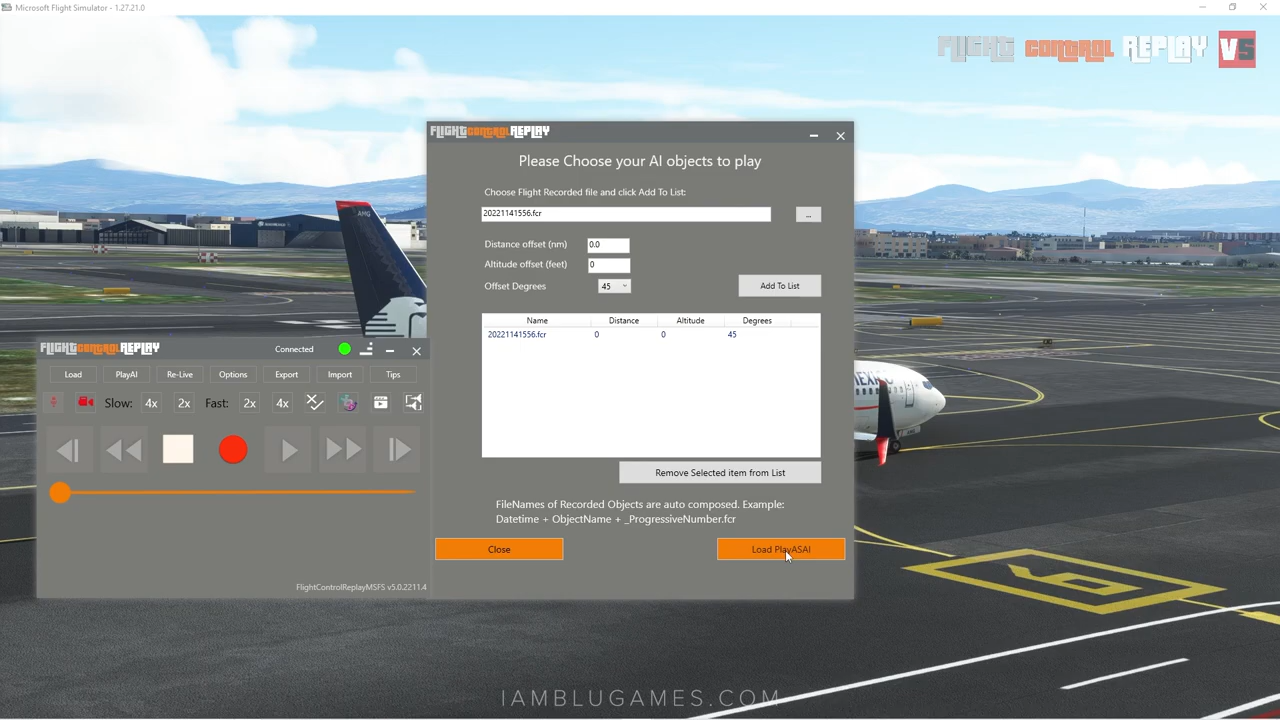 Microsoft Flight Simulator - 1.27.21.0
FLIGHT CONTROL REPLAY V5
FLIGHTCONTROLREPLAY
Please Choose your AI objects to play
Choose Flight Recorded file and click Add To List:
20221141556.fcr
...
Distance offset (nm) 0.0
Altitude offset (feet) 0
Offset Degrees 45
Add To List
Name Distance Altitude Degrees
20221141556.fcr 0 0 45
Remove Selected item from List
FileNames of Recorded Objects are auto composed. Example:
Datetime + ObjectName + _ProgressiveNumber.fcr
Close Load PlayASAI
AMG
FLIGHTCONTROLREPLAY Connected
Load PlayAI Re-Live Options Export Import Tips
Slow: 4x 2x Fast: 2x 4x
FlightControlReplayMSFS v5.0.2211.4
IAMBLUGAMES.COM